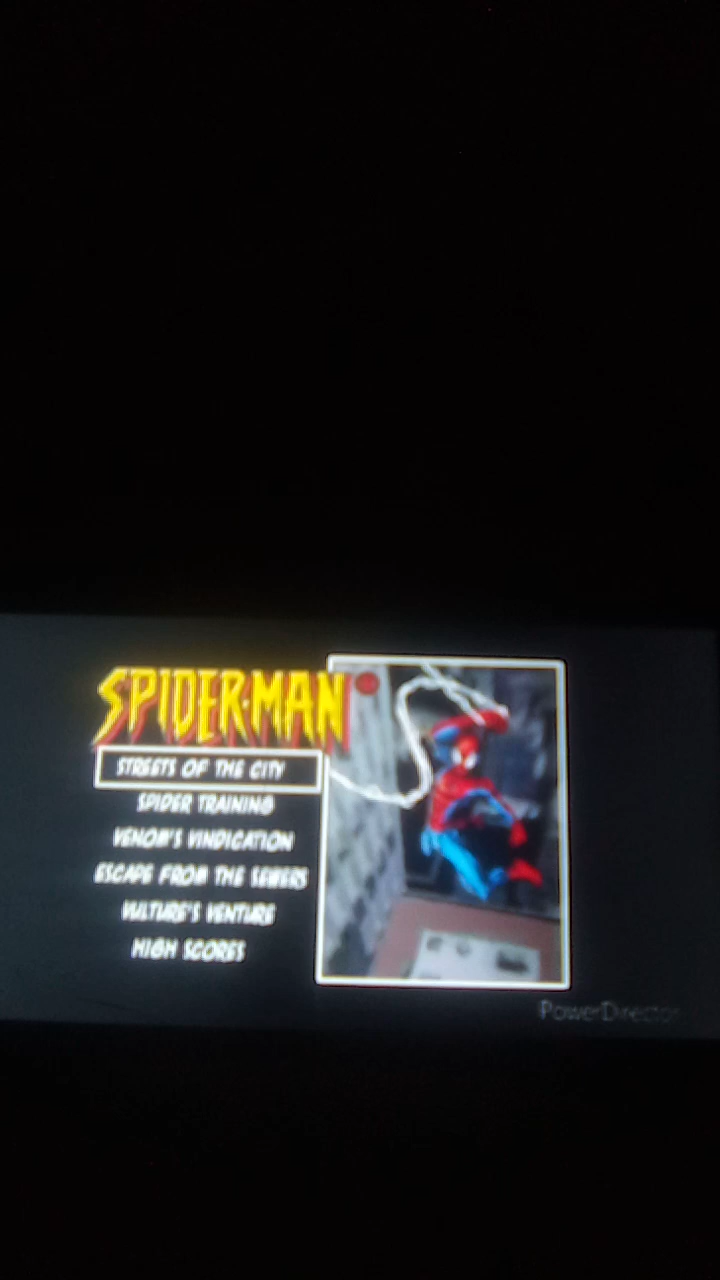 SPIDER-MAN
STREETS OF THE CITY
SPIDER TRAINING
VENOM'S VINDICATION
ESCAPE FROM THE SEWERS
VULTURE'S VENTURE
HIGH SCORES
PowerDirector